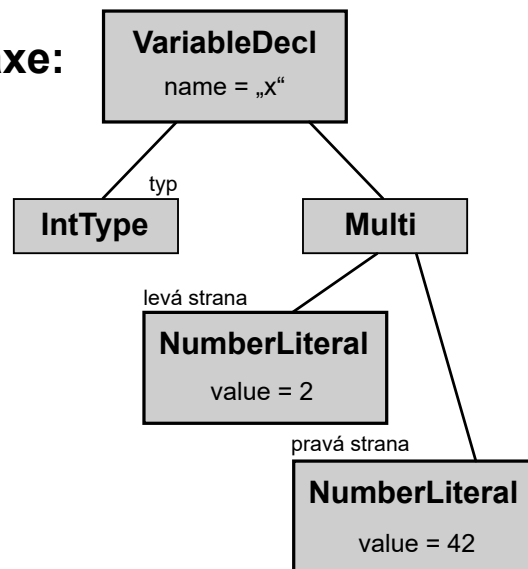 axe:
VariableDecl
name = „x“
typ
IntType
Multi
levá strana
NumberLiteral
value = 2
pravá strana
NumberLiteral
value = 42